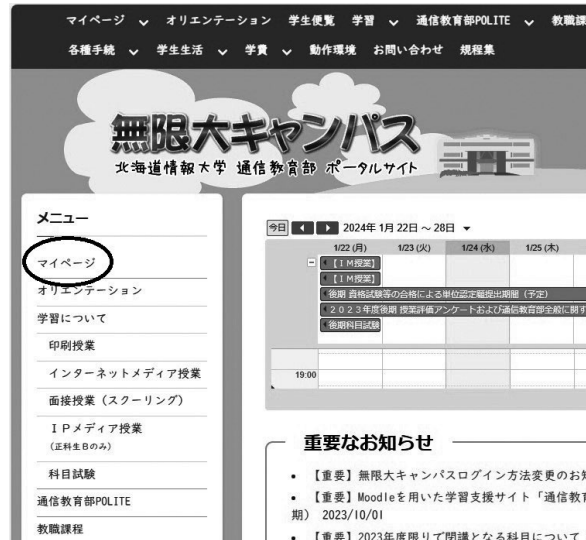 マイページ オリエンテーション 学生便覧 学習 通信教育部POLITE 教職課
各種手続 学生生活 学費 動作環境 お問い合わせ 規程集
無限大キャンパス
北海道情報大学 通信教育部 ポータルサイト
メニュー
マイページ
オリエンテーション
学習について
印刷授業
インターネットメディア授業
面接授業（スクーリング）
IPメディア授業
（正科生Bのみ）
科目試験
通信教育部POLITE
教職課程
今日 2024年 1月 22日 ～ 28日
1/22 (月) 1/23 (火) 1/24 (水) 1/25 (木)
【ＩＭ授業】
【ＩＭ授業】
後期 資格試験等の合格による単位認定願提出期間（予定）
２０２３年度後期 授業評価アンケートおよび通信教育部全般に関す
後期科目試験
19:00
重要なお知らせ
• 【重要】無限大キャンパスログイン方法変更のお知
• 【重要】Moodleを用いた学習支援サイト「通信教育
期） 2023/10/01
• 【重要】2023年度限りで閉講となる科目について